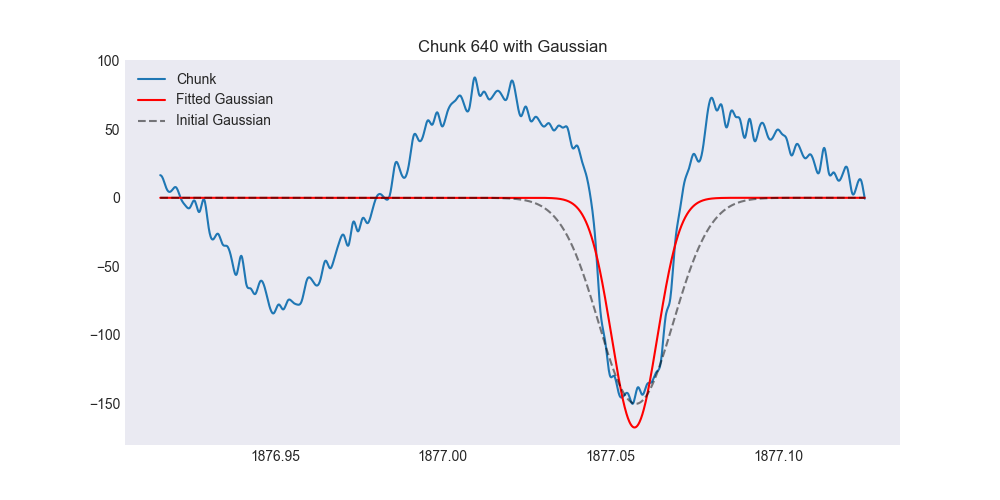 Chunk 640 with Gaussian
100
Chunk
Fitted Gaussian
Initial Gaussian
50
0
−50
−100
−150
1876.95 1877.00 1877.05 1877.10